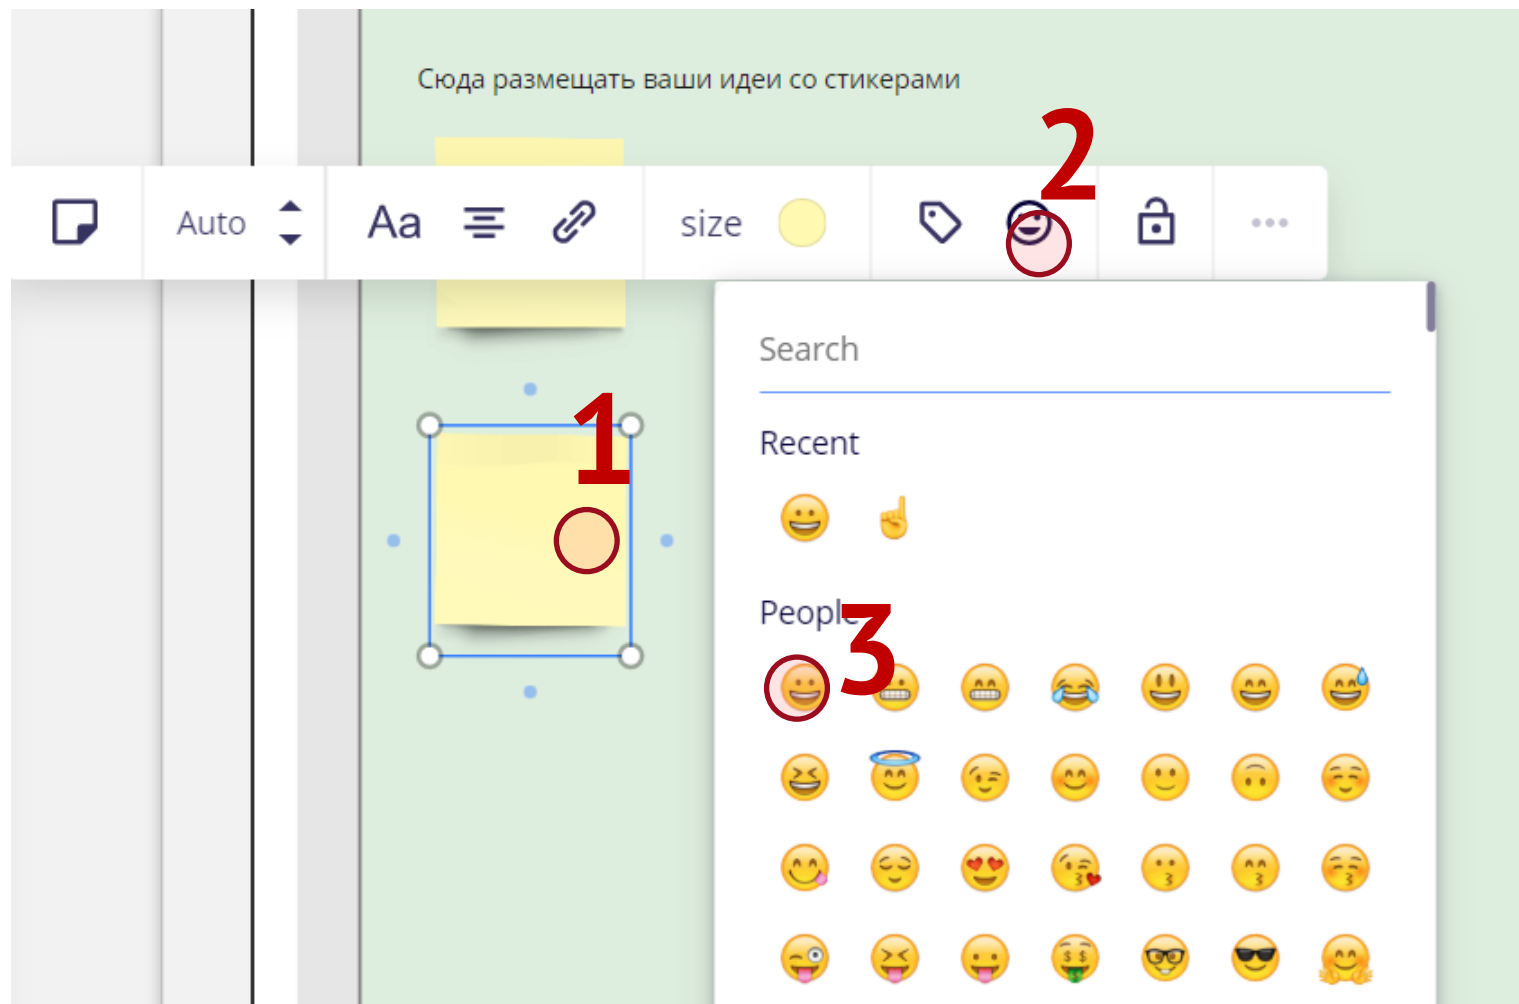 Сюда размещать ваши идеи со стикерами
2
Auto
Aa
size
Search
1
Recent
People
3